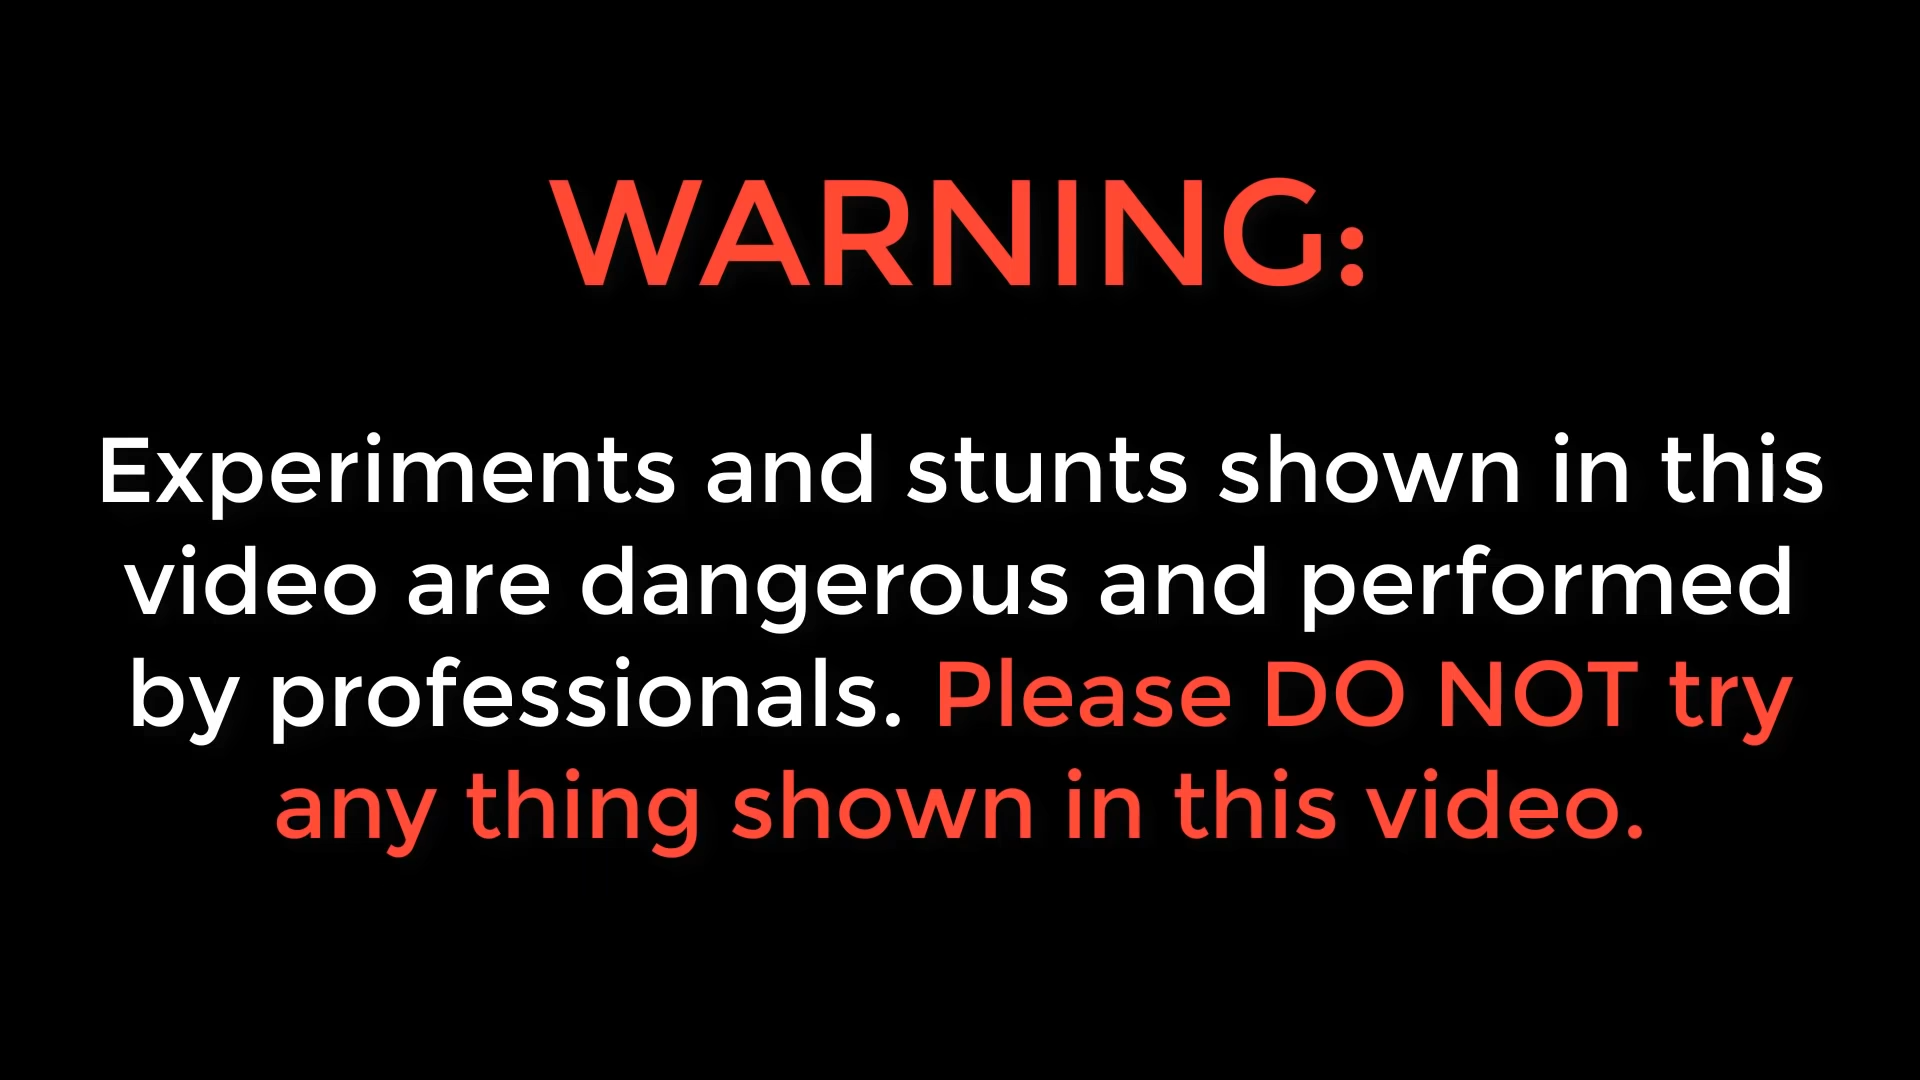 WARNING:
Experiments and stunts shown in this
video are dangerous and performed
by professionals. Please DO NOT try
any thing shown in this video.